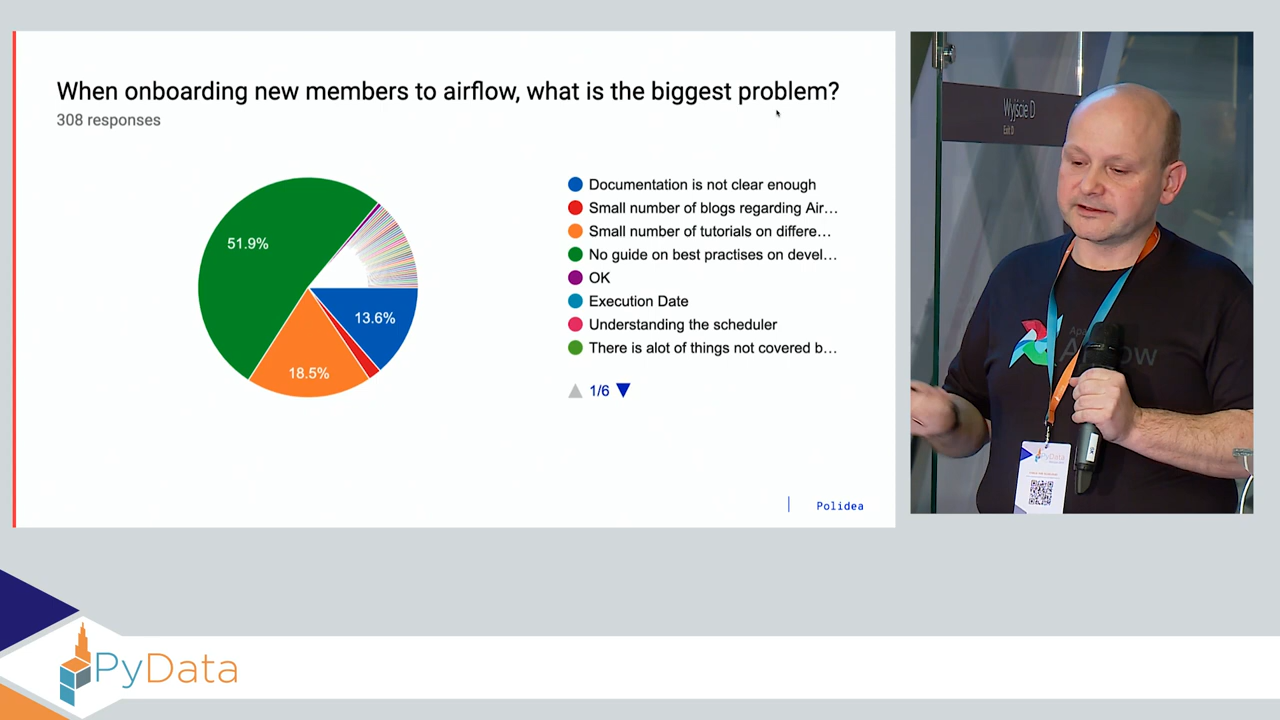 When onboarding new members to airflow, what is the biggest problem?
308 responses
51.9%
13.6%
18.5%
Documentation is not clear enough
Small number of blogs regarding Air…
Small number of tutorials on differe…
No guide on best practises on devel…
OK
Execution Date
Understanding the scheduler
There is alot of things not covered b…
1/6
Polidea
Wyjście D
Exit D
PyData
PyData